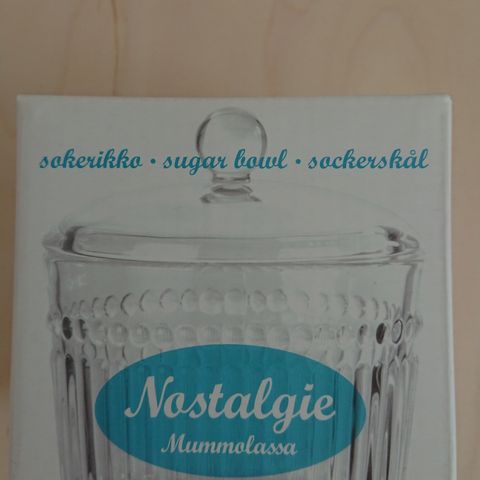 sokerikko • sugar bowl • sockerskål
Nostalgie
Mummolassa